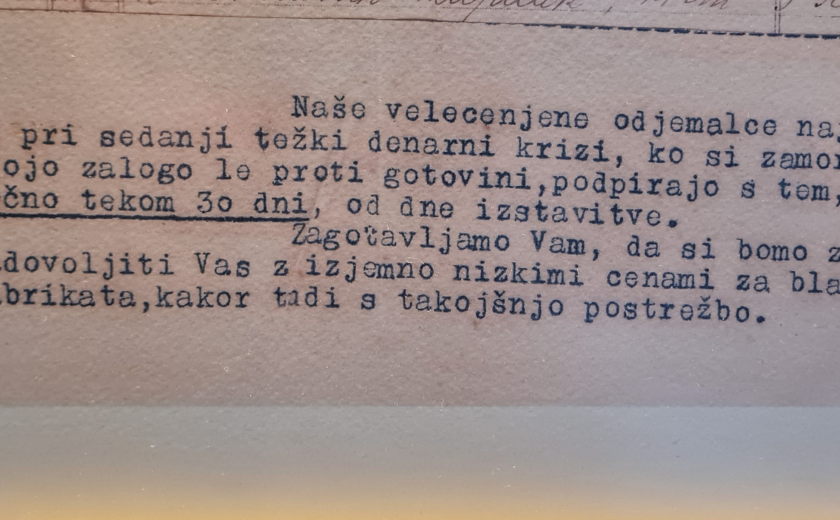 Naše velecenjene odjemalce naj
pri sedanji težki denarni krizi, ko si zamor
ojo zalogo le proti gotovini,podpirajo s tem,
čno tekom 3o dni, od dne izstavitve.
Zagotavljamo Vam, da si bomo z
dovoljiti Vas z izjemno nizkimi cenami za bla
brikata,kakor tudi s takojšnjo postrežbo.